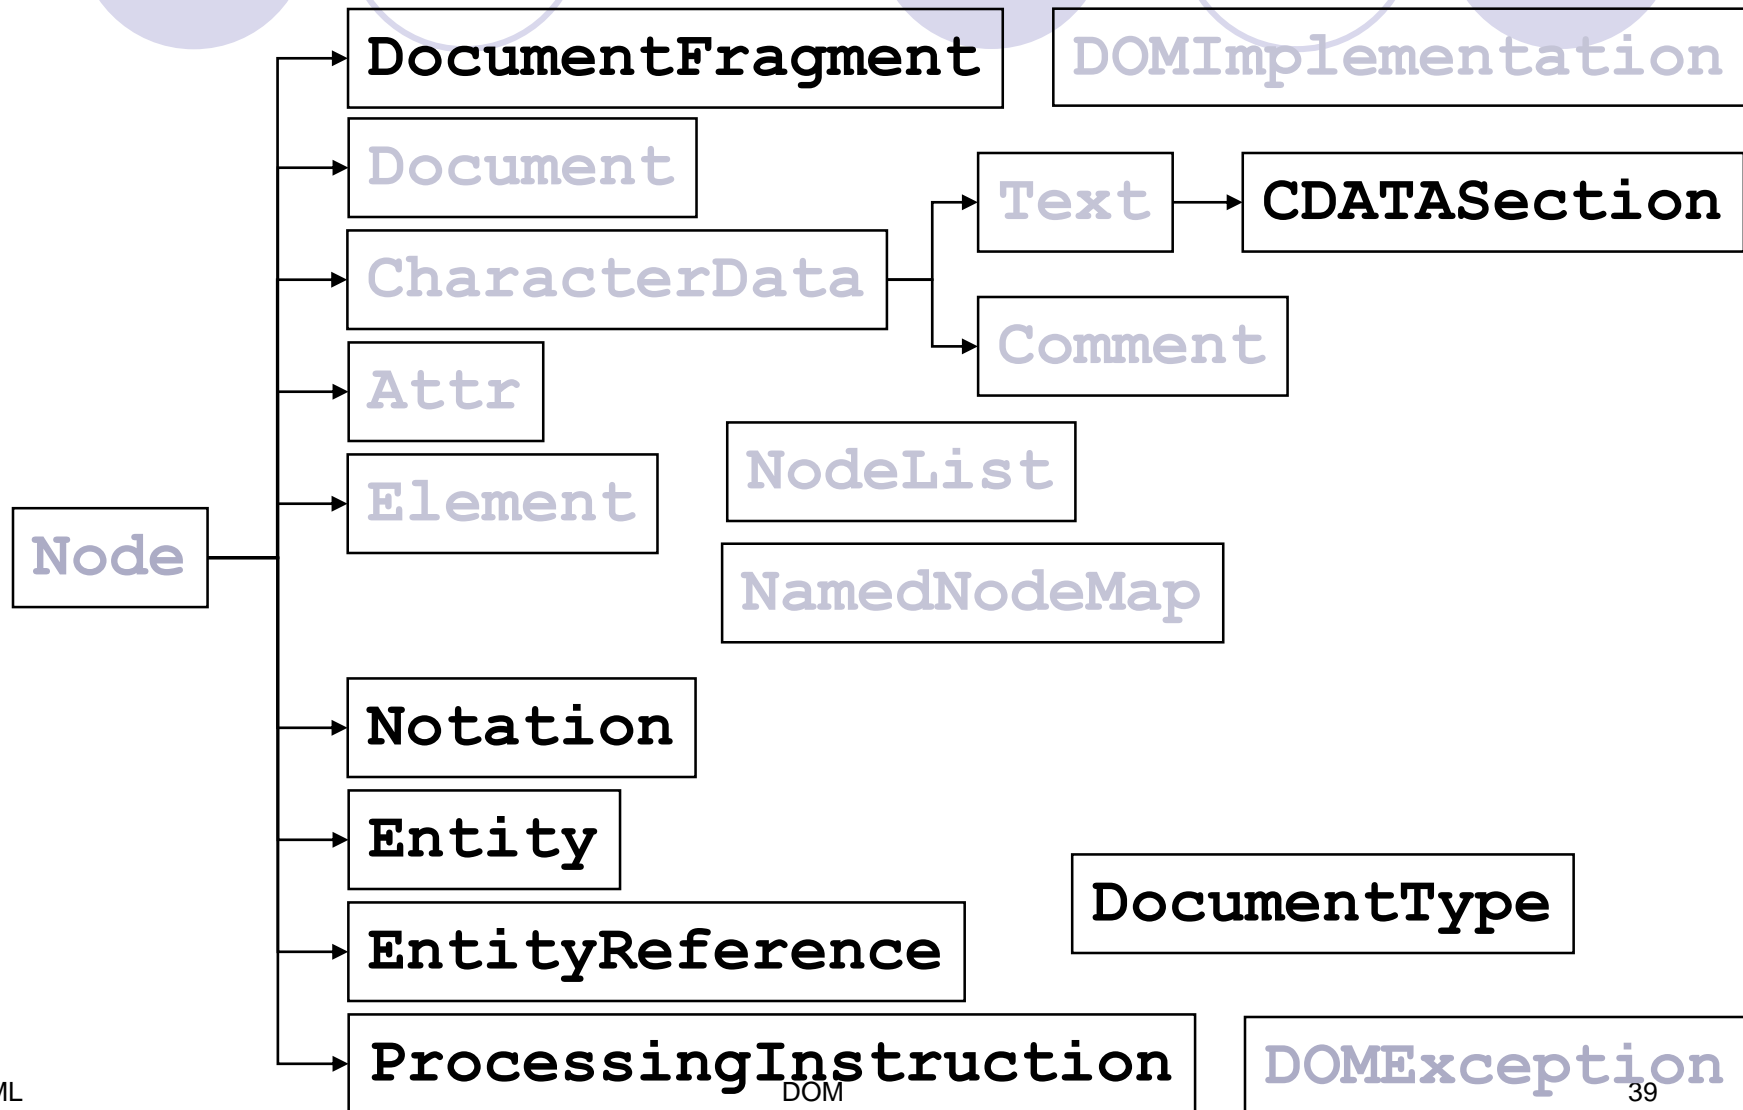 DocumentFragment
DOMImplementation
Document
Text
CDATASection
CharacterData
Comment
Attr
NodeList
Element
Node
NamedNodeMap
Notation
Entity
DocumentType
EntityReference
ProcessingInstruction
DOMException
ML
DOM
39